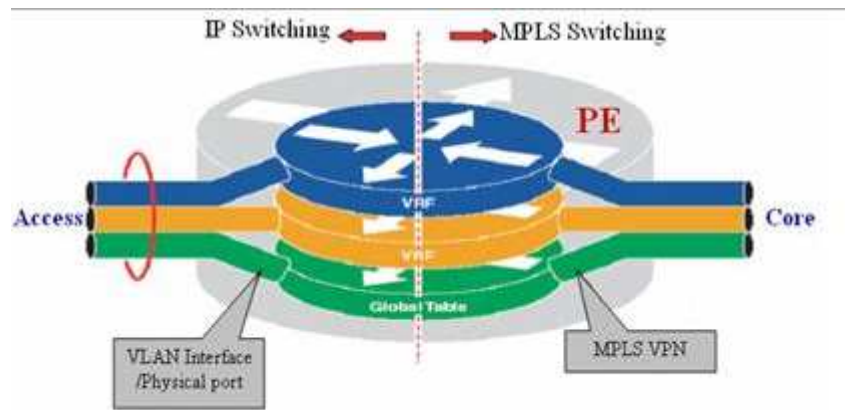 IP Switching
MPLS Switching
PE
Access
VRF
VRF
Global Table
Core
VLAN Interface
/Physical port
MPLS VPN